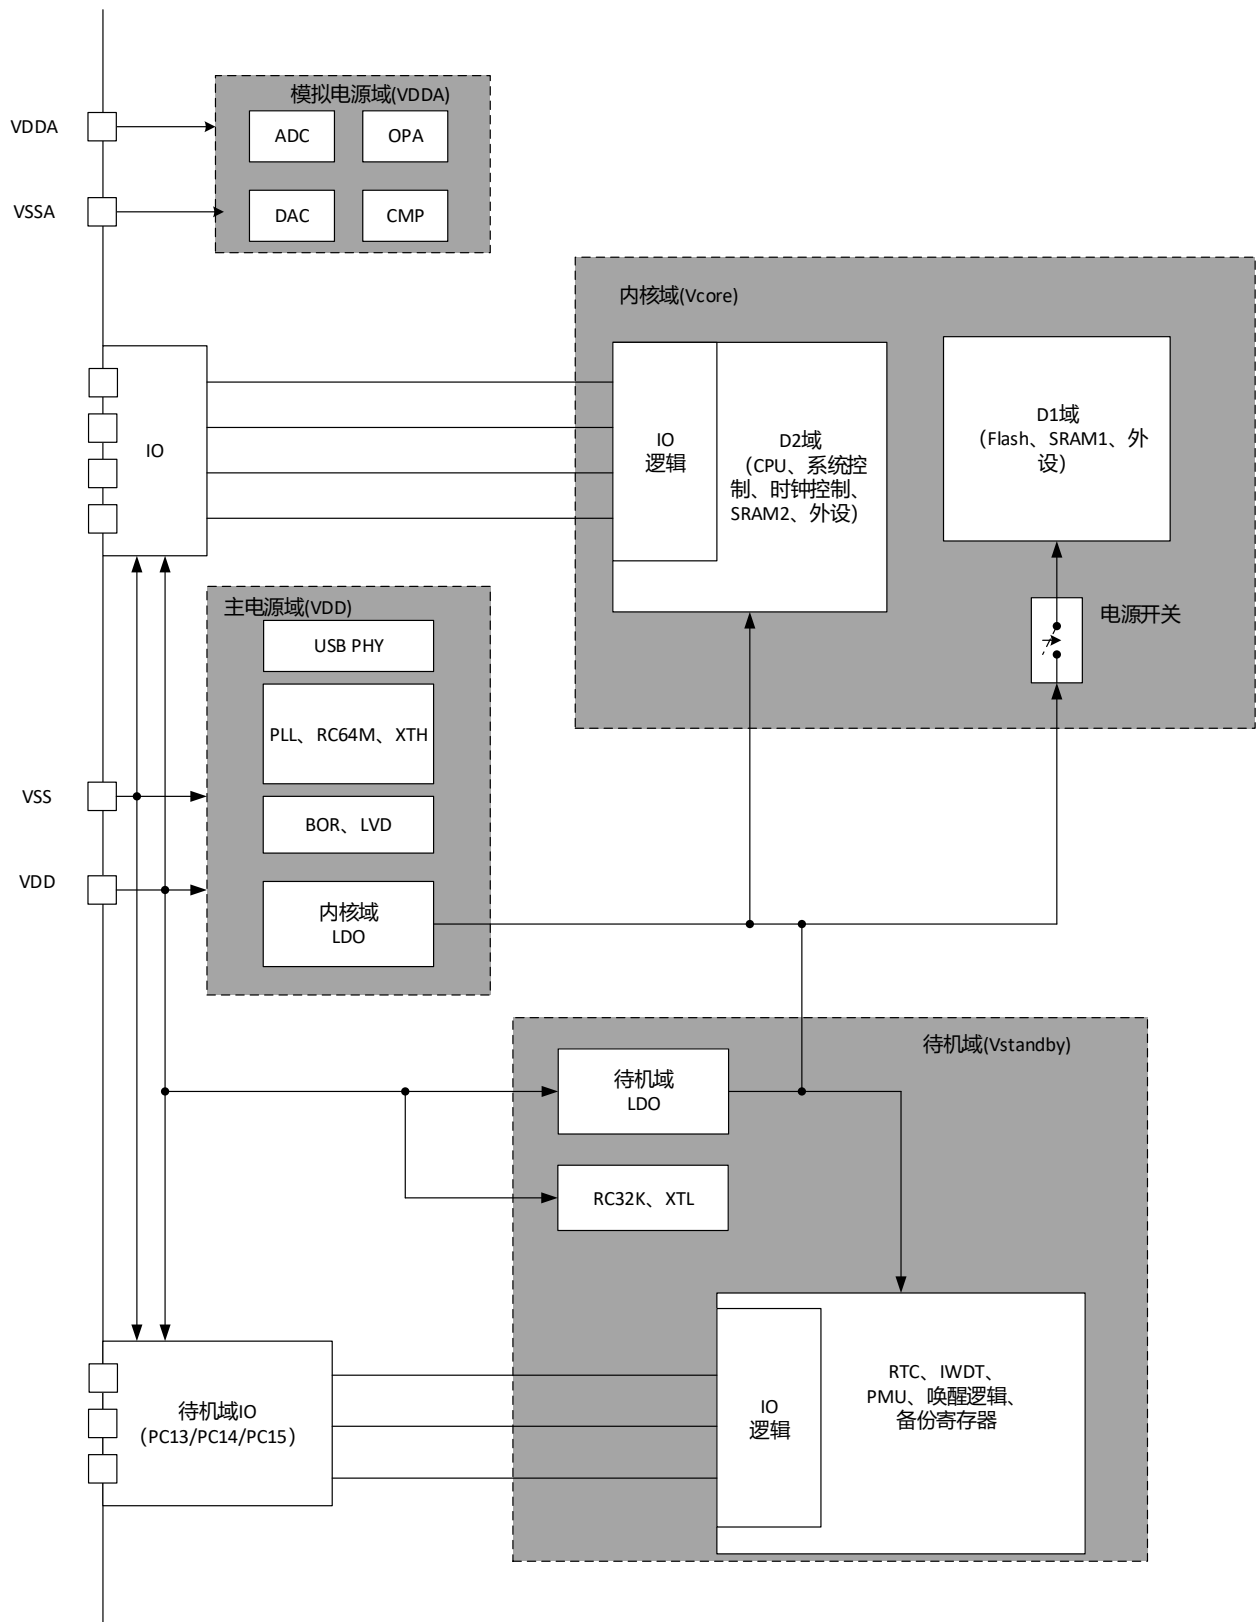 模拟电源域(VDDA)
VDDA
ADC
OPA
VSSA
DAC
CMP
内核域(Vcore)
IO
IO
逻辑
D2域
（CPU、系统控
制、时钟控制、
SRAM2、外设）
D1域
（Flash、SRAM1、外
设）
电源开关
主电源域(VDD)
USB PHY
PLL、RC64M、XTH
VSS
BOR、LVD
VDD
内核域
LDO
待机域(Vstandby)
待机域
LDO
RC32K、XTL
待机域IO
（PC13/PC14/PC15）
IO
逻辑
RTC、IWDT、
PMU、唤醒逻辑、
备份寄存器